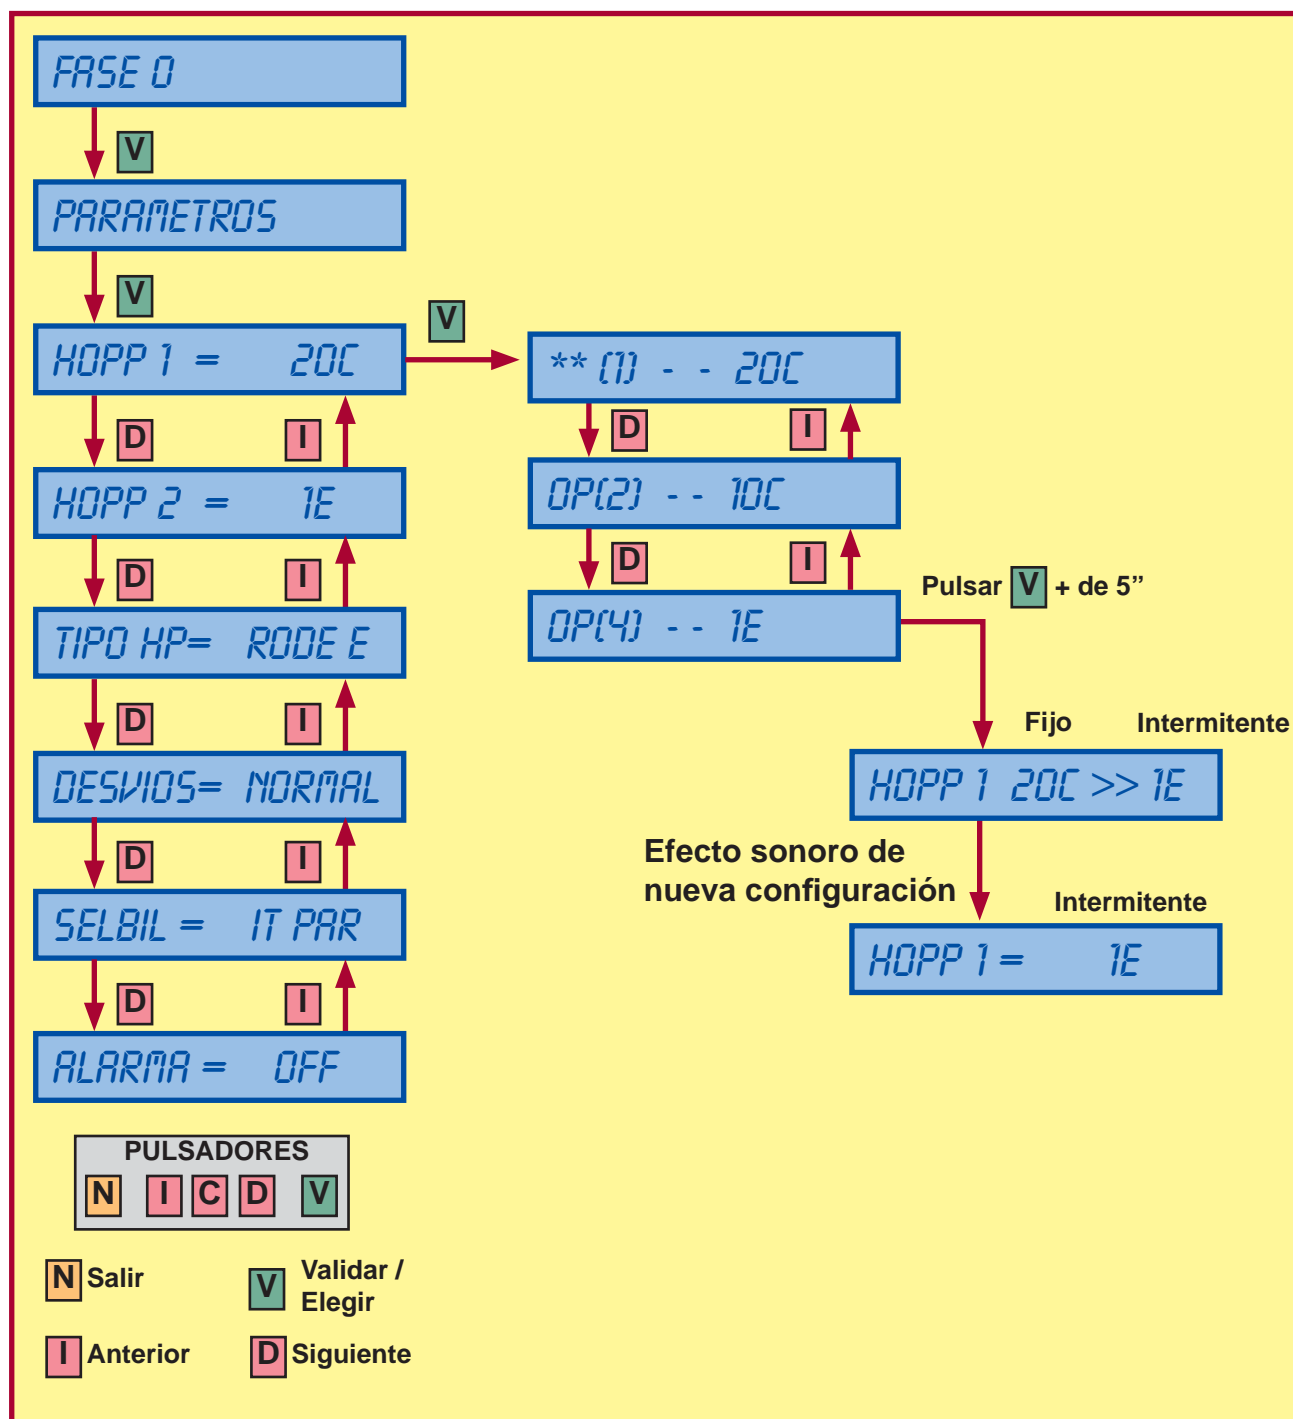 FASE 0
V
PARAMETROS
V
HOPP 1 = 20C
V
** (1) - - 20C
D I
D I
HOPP 2 = 1E
OP(2) - - 10C
D I
D I
Pulsar V + de 5”
TIPO HP= RODE E
OP(4) - - 1E
D I
Fijo Intermitente
DESVIOS= NORMAL
HOPP 1 20C >> 1E
D I
Efecto sonoro de
nueva configuración
Intermitente
SELBIL = IT PAR
HOPP 1 = 1E
D I
ALARMA = OFF
PULSADORES
N I C D V
N Salir
V Validar /
Elegir
I Anterior
D Siguiente